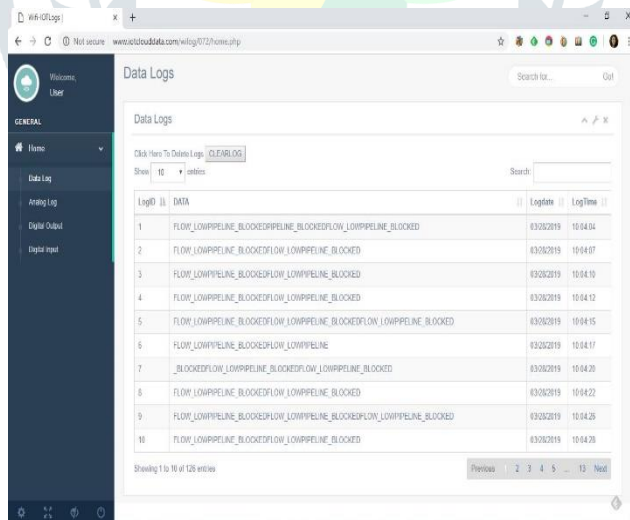 Wifi-IOTLogs |
Not secure www.iotclouddata.com/wilog/072/home.php
Welcome,
User
GENERAL
Home
Data Log
Analog Log
Digital Output
Digital Input
Data Logs
Search for...
Go!
Data Logs
Click Here To Delete Logs CLEARLOG
Show 10 entries
Search:
LogID DATA Logdate LogTime
1 FLOW_LOWPIPELINE_BLOCKEDPIPELINE_BLOCKEDFLOW_LOWPIPELINE_BLOCKED 03/28/2019 10:04:04
2 FLOW_LOWPIPELINE_BLOCKEDFLOW_LOWPIPELINE_BLOCKED 03/28/2019 10:04:07
3 FLOW_LOWPIPELINE_BLOCKEDFLOW_LOWPIPELINE_BLOCKED 03/28/2019 10:04:10
4 FLOW_LOWPIPELINE_BLOCKEDFLOW_LOWPIPELINE_BLOCKED 03/28/2019 10:04:12
5 FLOW_LOWPIPELINE_BLOCKEDFLOW_LOWPIPELINE_BLOCKEDFLOW_LOWPIPELINE_BLOCKED 03/28/2019 10:04:15
6 FLOW_LOWPIPELINE_BLOCKEDFLOW_LOWPIPELINE 03/28/2019 10:04:17
7 _BLOCKEDFLOW_LOWPIPELINE_BLOCKEDFLOW_LOWPIPELINE_BLOCKED 03/28/2019 10:04:20
8 FLOW_LOWPIPELINE_BLOCKEDFLOW_LOWPIPELINE_BLOCKED 03/28/2019 10:04:22
9 FLOW_LOWPIPELINE_BLOCKEDFLOW_LOWPIPELINE_BLOCKEDFLOW_LOWPIPELINE_BLOCKED 03/28/2019 10:04:26
10 FLOW_LOWPIPELINE_BLOCKEDFLOW_LOWPIPELINE_BLOCKED 03/28/2019 10:04:28
Showing 1 to 10 of 126 entries
Previous 1 2 3 4 5 ... 13 Next